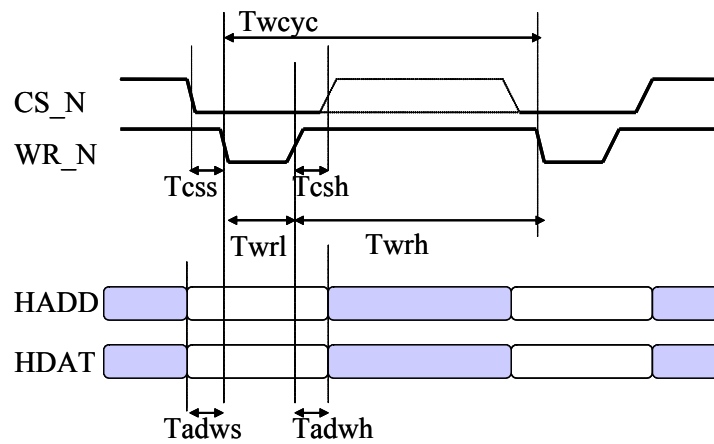 Twcyc
CS_N
WR_N
Tcss Tcsh
Twrl Twrh
HADD
HDAT
Tadws Tadwh